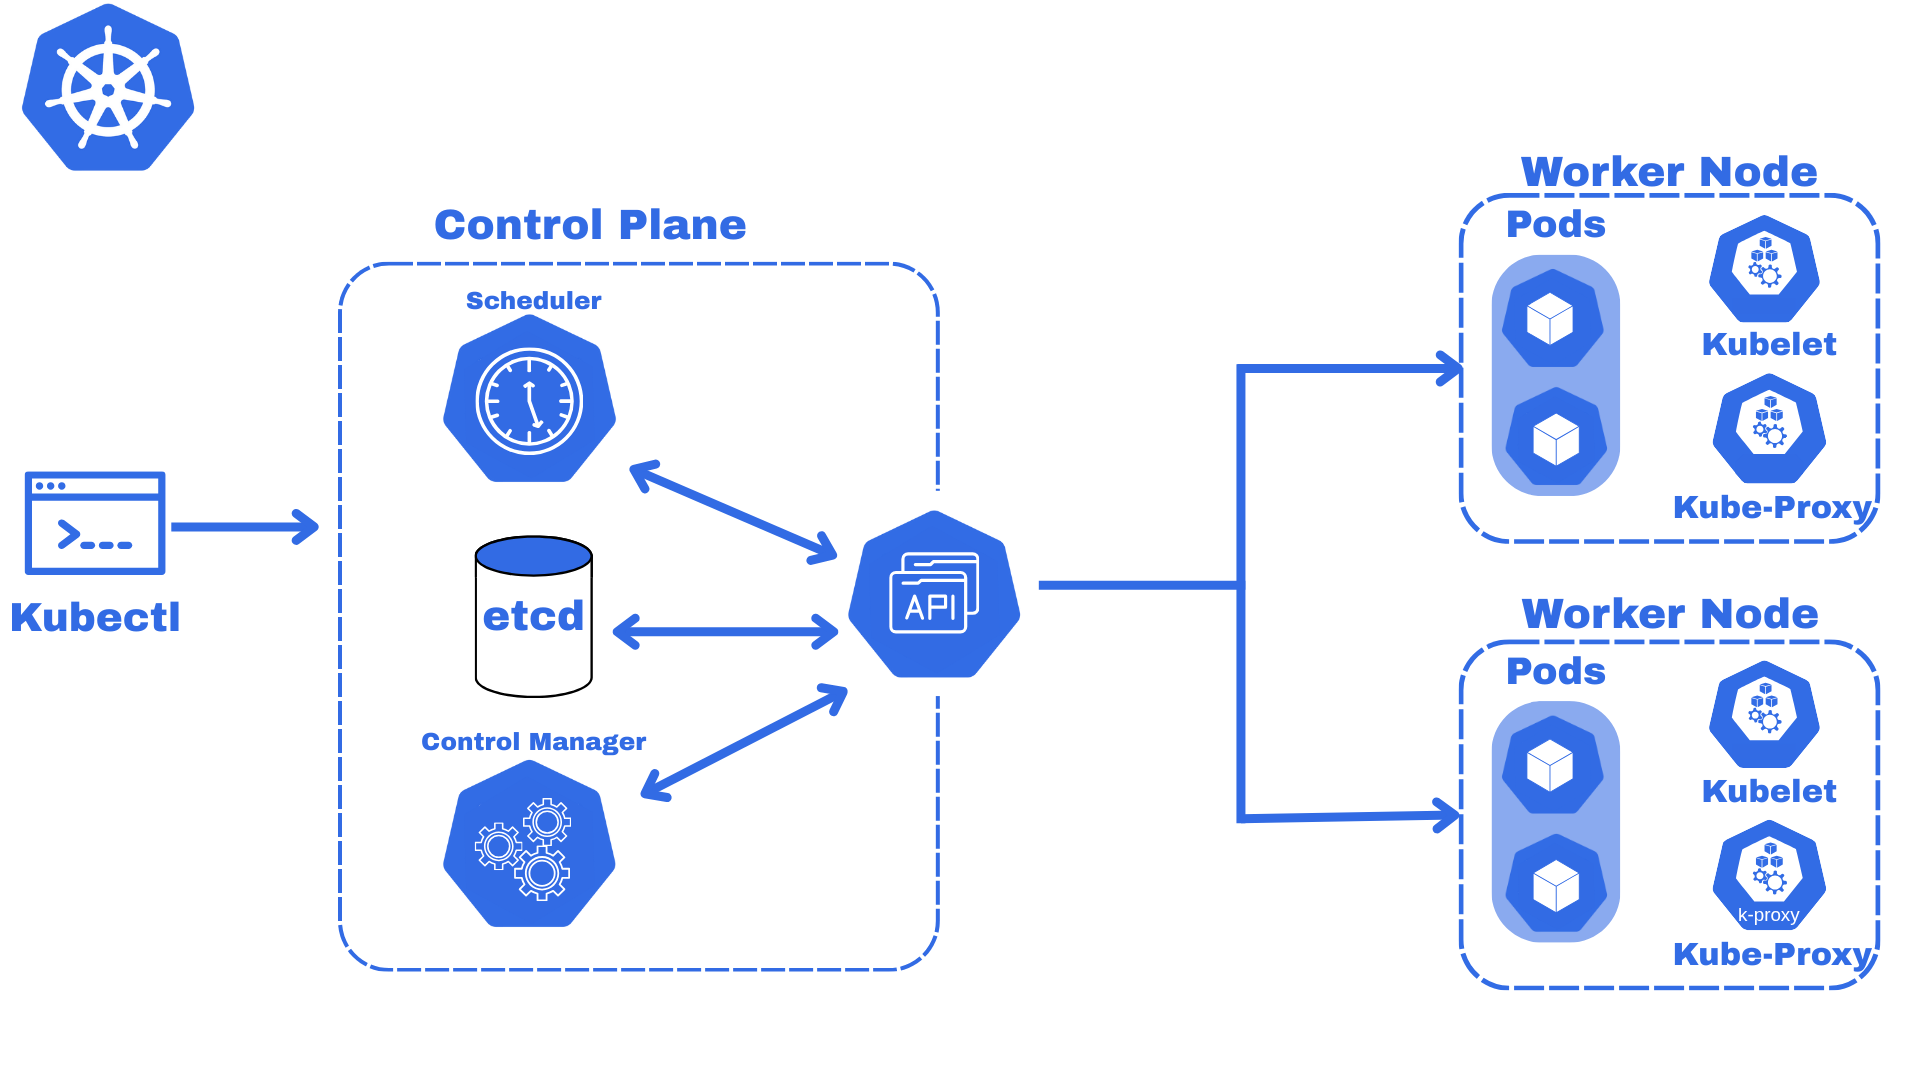 Control Plane
Scheduler
etcd
Control Manager
API
Kubectl
>___
Worker Node
Pods
Kubelet
Kube-Proxy
Worker Node
Pods
Kubelet
k-proxy
Kube-Proxy